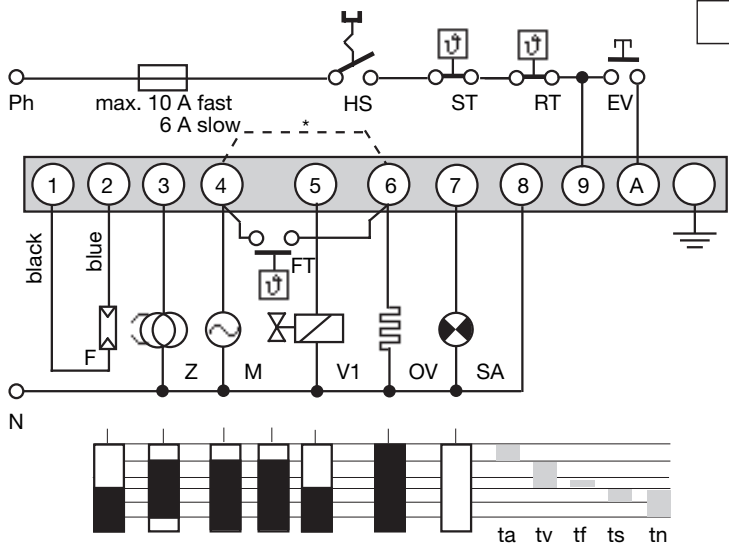 ϑ ϑ
Ph max. 10 A fast HS ST RT EV
6 A slow *
1 2 3 4 5 6 7 8 9 A
black blue FT
ϑ
F Z M V1 OV SA
N
ta tv tf ts tn